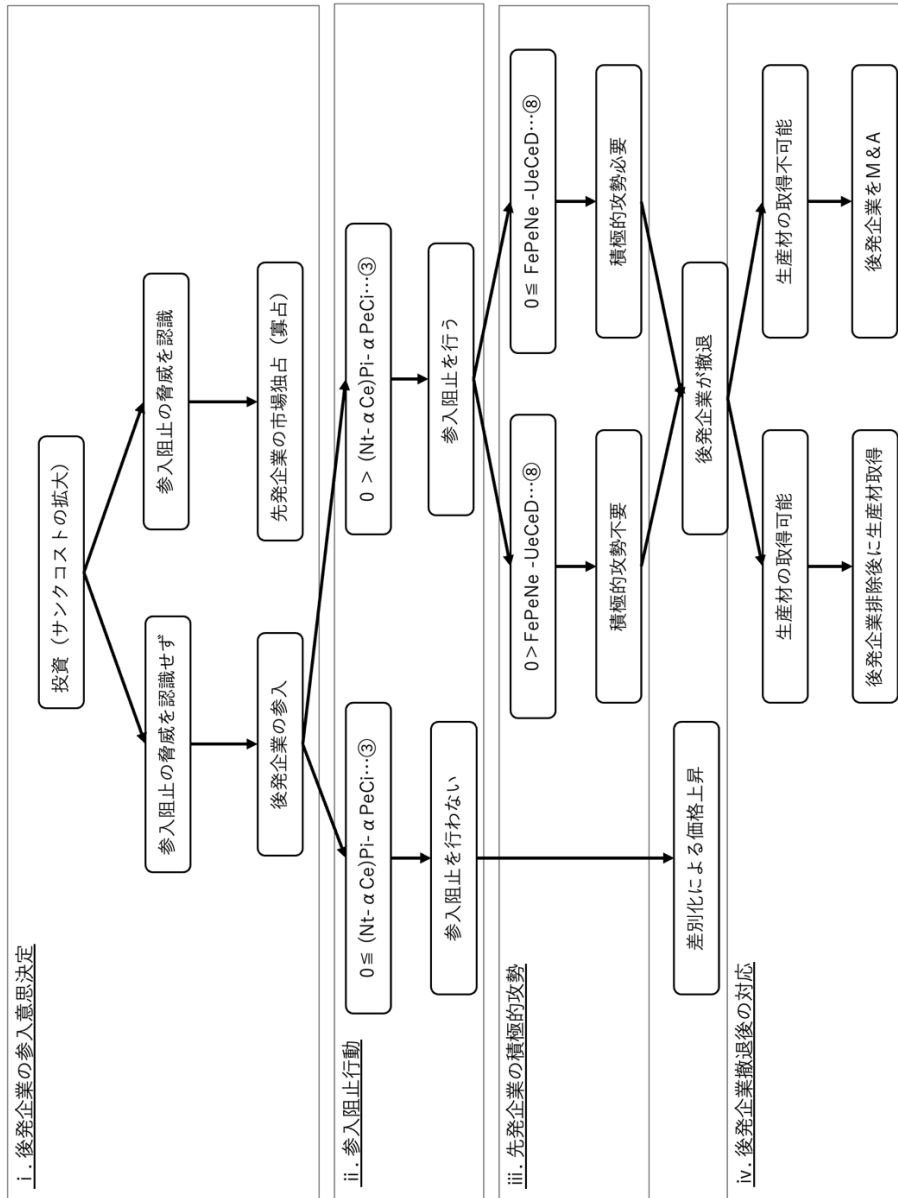 ⅰ. 後発企業の参入意思決定
投資（サンクコストの拡大）
参入阻止の脅威を認識せず
参入阻止の脅威を認識
後発企業の参入
先発企業の市場独占（寡占）
ⅱ. 参入阻止行動
0 ≦ (Nt-αCe)Pi-αPeCi…③
0 > (Nt-αCe)Pi-αPeCi…③
参入阻止を行わない
参入阻止を行う
ⅲ. 先発企業の積極的攻勢
0＞FePeNe -UeCeD…⑧
0 ≦ FePeNe -UeCeD…⑧
積極的攻勢不要
積極的攻勢必要
差別化による価格上昇
後発企業が撤退
ⅳ. 後発企業撤退後の対応
生産材の取得可能
生産材の取得不可能
後発企業排除後に生産材取得
後発企業をM＆A